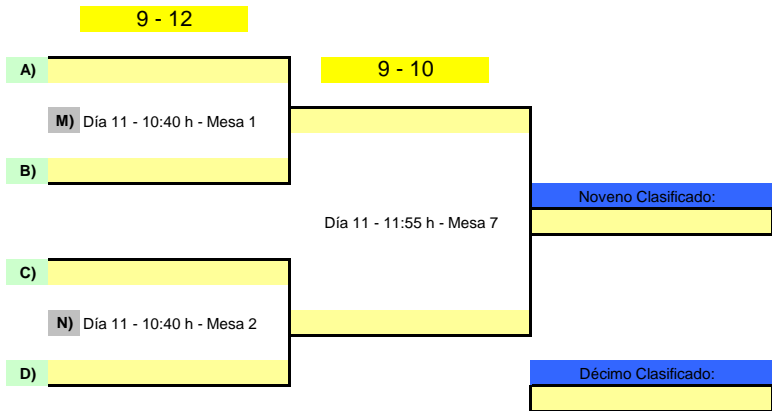 9 - 12
A)
9 - 10
M) Día 11 - 10:40 h - Mesa 1
B)
Noveno Clasificado:
Día 11 - 11:55 h - Mesa 7
C)
N) Día 11 - 10:40 h - Mesa 2
D)
Décimo Clasificado: